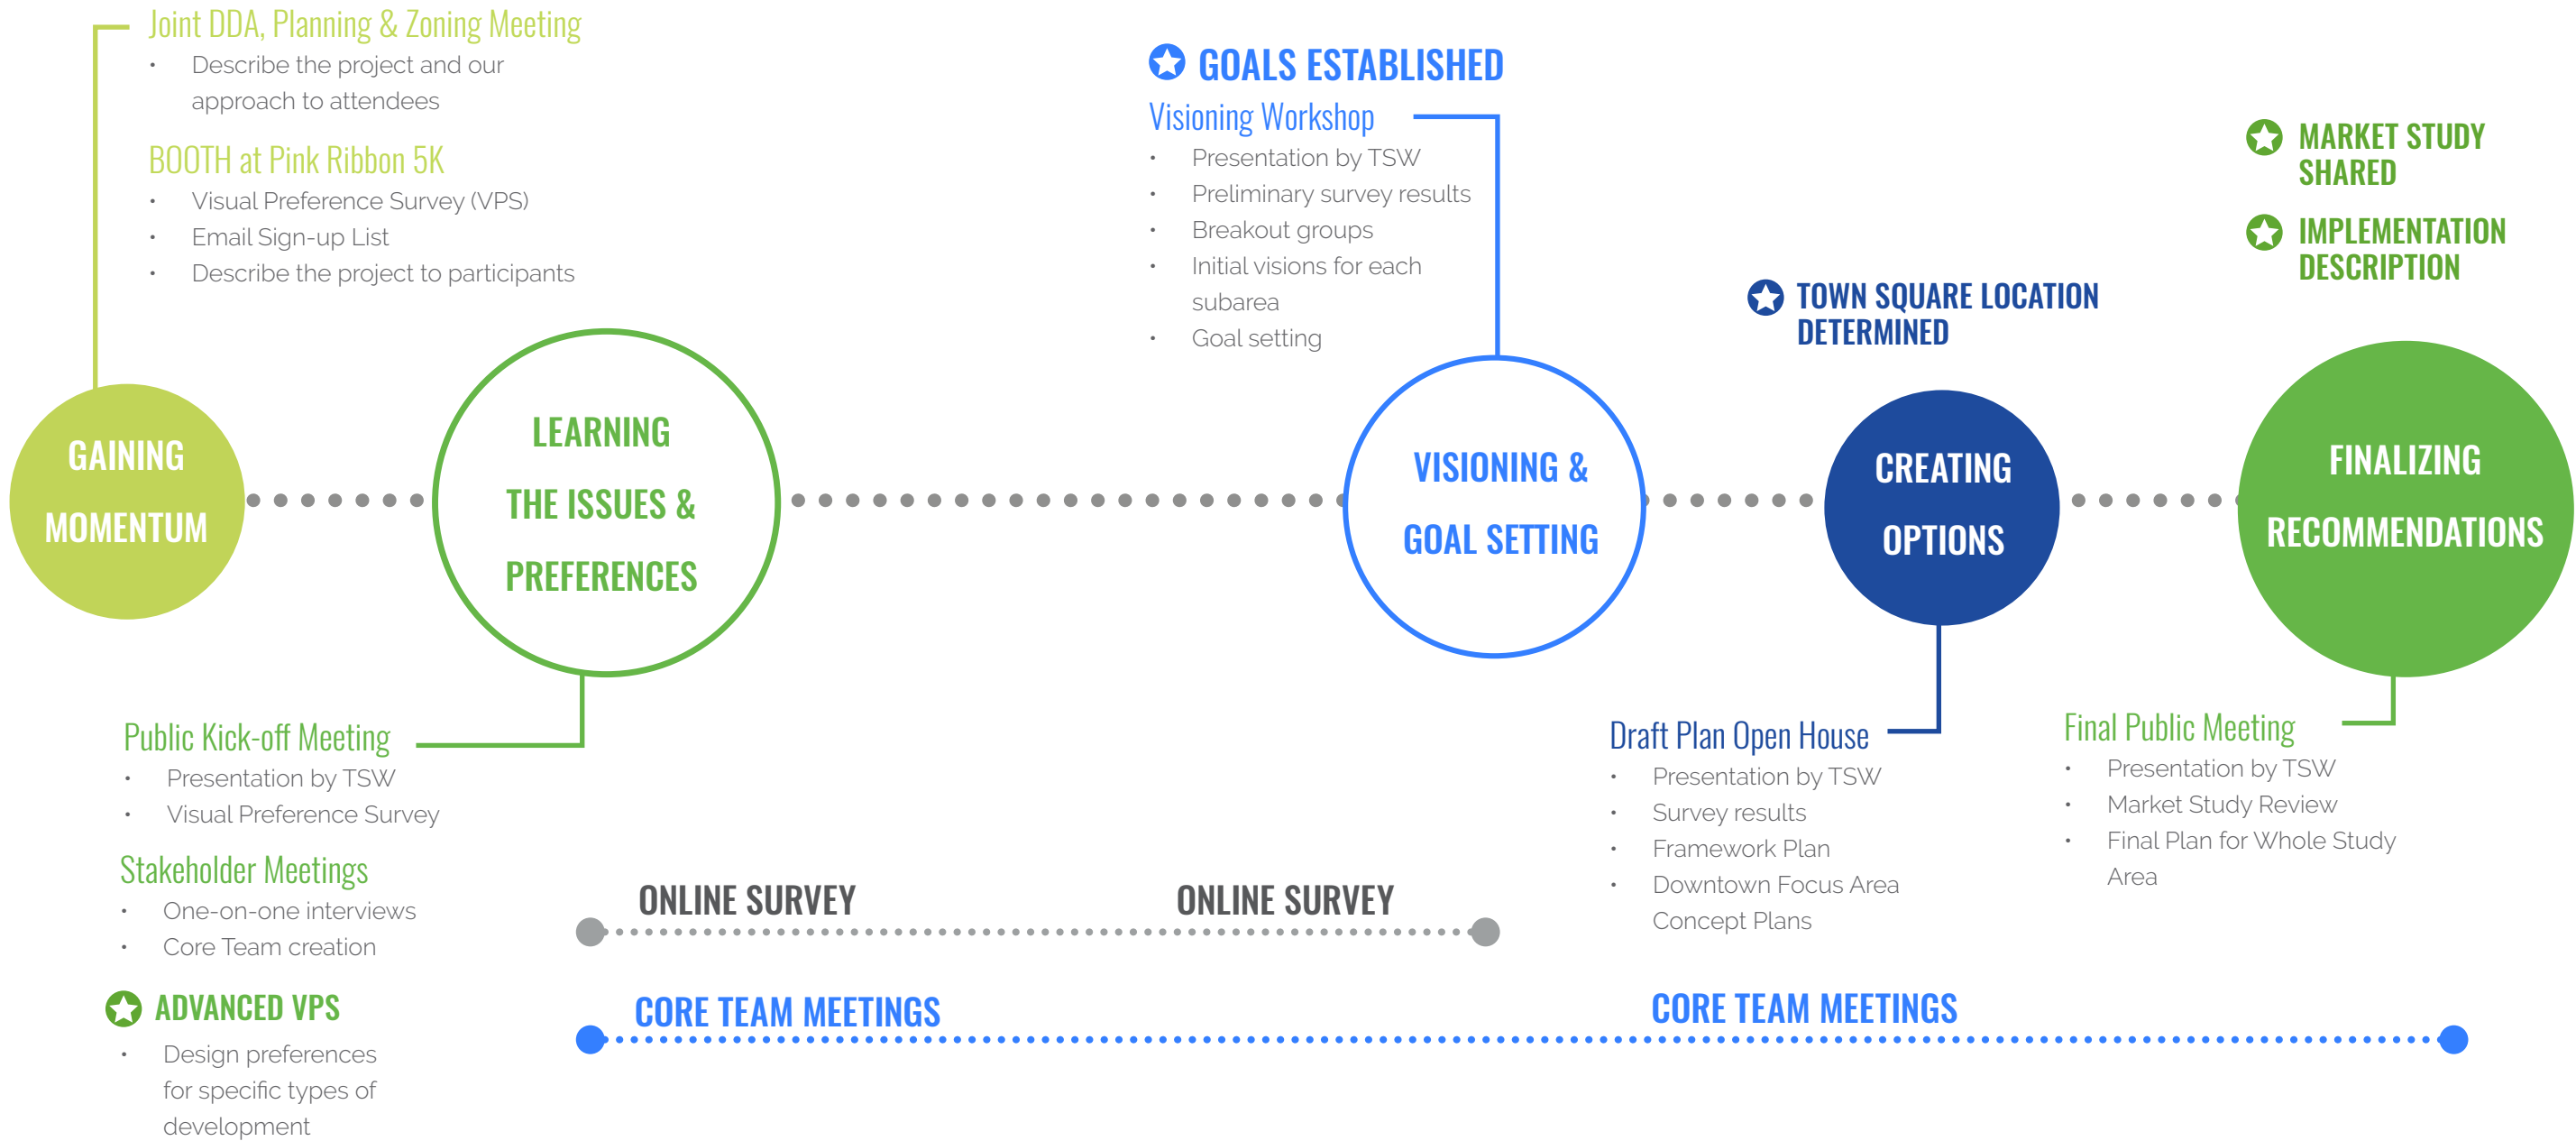 Joint DDA, Planning & Zoning Meeting
• Describe the project and our
approach to attendees
BOOTH at Pink Ribbon 5K
• Visual Preference Survey (VPS)
• Email Sign-up List
• Describe the project to participants
GOALS ESTABLISHED
Visioning Workshop
• Presentation by TSW
• Preliminary survey results
• Breakout groups
• Initial visions for each
subarea
• Goal setting
TOWN SQUARE LOCATION
DETERMINED
MARKET STUDY
SHARED
IMPLEMENTATION
DESCRIPTION
GAINING
MOMENTUM
LEARNING
THE ISSUES &
PREFERENCES
VISIONING &
GOAL SETTING
CREATING
OPTIONS
FINALIZING
RECOMMENDATIONS
Public Kick-off Meeting
• Presentation by TSW
• Visual Preference Survey
Stakeholder Meetings
• One-on-one interviews
• Core Team creation
ADVANCED VPS
• Design preferences
for specific types of
development
ONLINE SURVEY
ONLINE SURVEY
CORE TEAM MEETINGS
CORE TEAM MEETINGS
Draft Plan Open House
• Presentation by TSW
• Survey results
• Framework Plan
• Downtown Focus Area
Concept Plans
Final Public Meeting
• Presentation by TSW
• Market Study Review
• Final Plan for Whole Study
Area